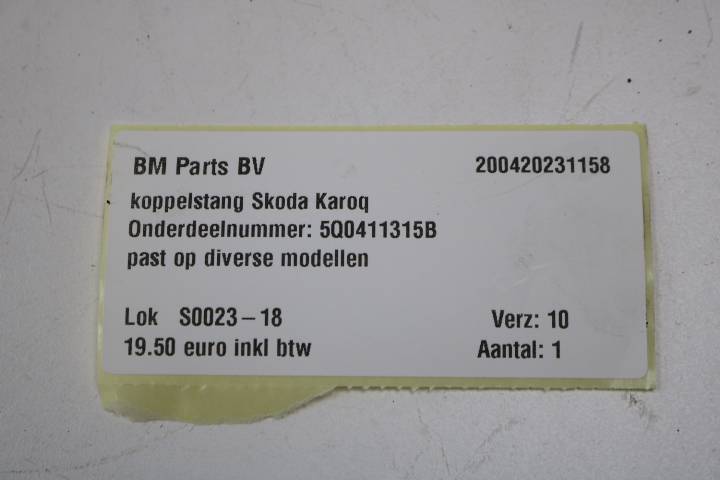 BM Parts BV 200420231158
koppelstang Skoda Karoq
Onderdeelnummer: 5Q0411315B
past op diverse modellen
Lok S0023-18 Verz: 10
19.50 euro inkl btw Aantal: 1